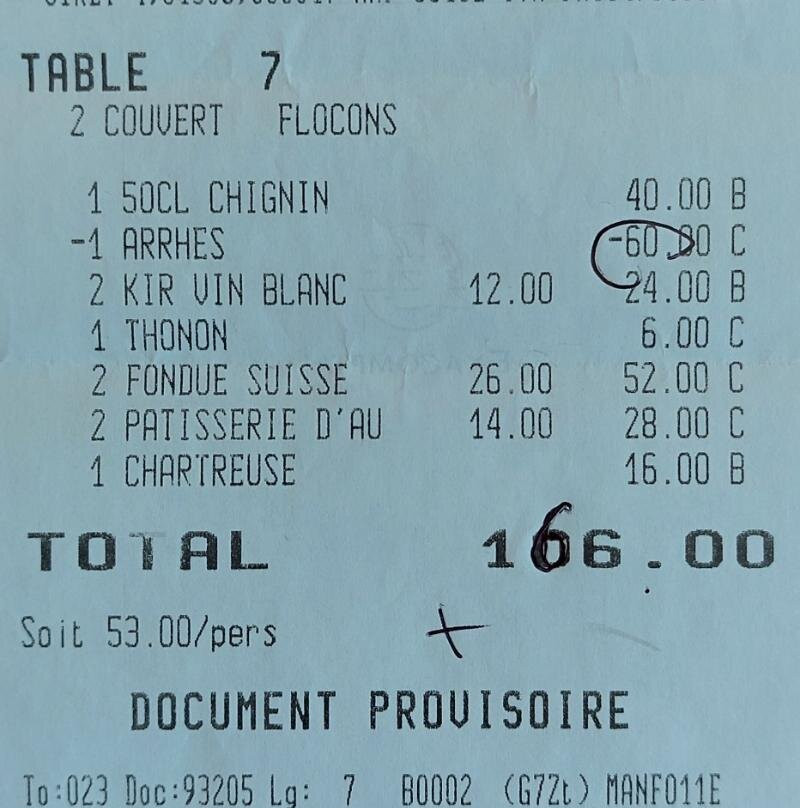 TABLE 7
2 COUVERT FLOCONS
1 50CL CHIGNIN 40.00 B
-1 ARRHES -60.00 C
2 KIR VIN BLANC 12.00 24.00 B
1 THONON 6.00 C
2 FONDUE SUISSE 26.00 52.00 C
2 PATISSERIE D'AU 14.00 28.00 C
1 CHARTREUSE 16.00 B
TOTAL 166.00
Soit 53.00/pers
+
DOCUMENT PROVISOIRE
To:023 Doc:93205 Lg: 7 B0002 (G7Zt) MANF011E